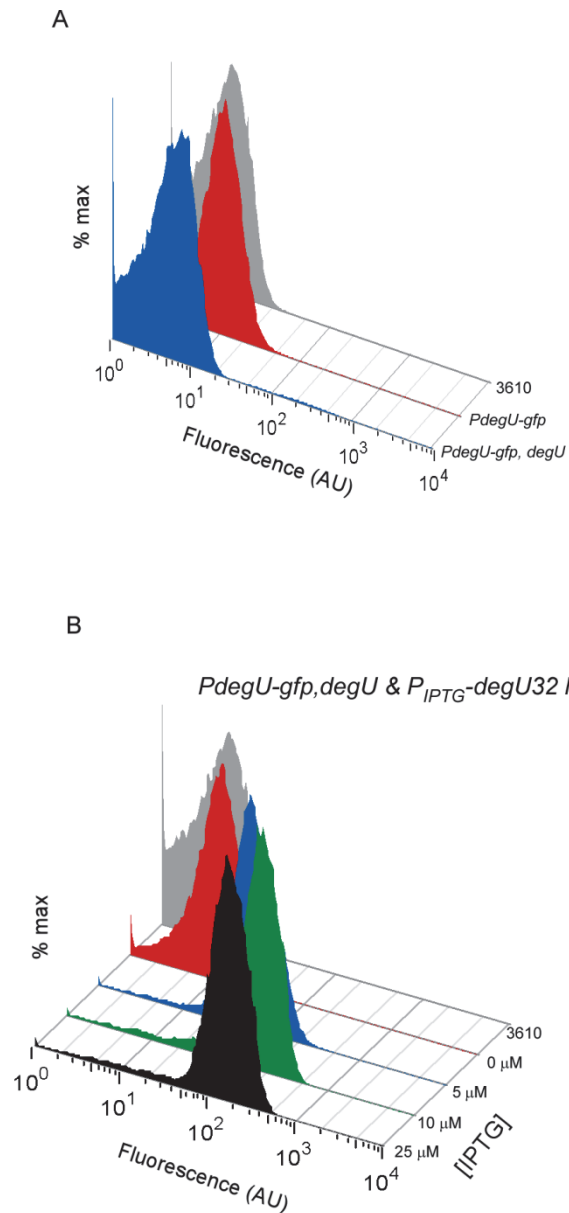 A
% max
3610
PdegU-gfp
PdegU-gfp, degU
10^0
10^1
10^2
10^3
10^4
Fluorescence (AU)
B
PdegU-gfp,degU & P_IPTG-degU32
% max
3610
0 µM
5 µM
10 µM
25 µM
[IPTG]
10^0
10^1
10^2
10^3
10^4
Fluorescence (AU)